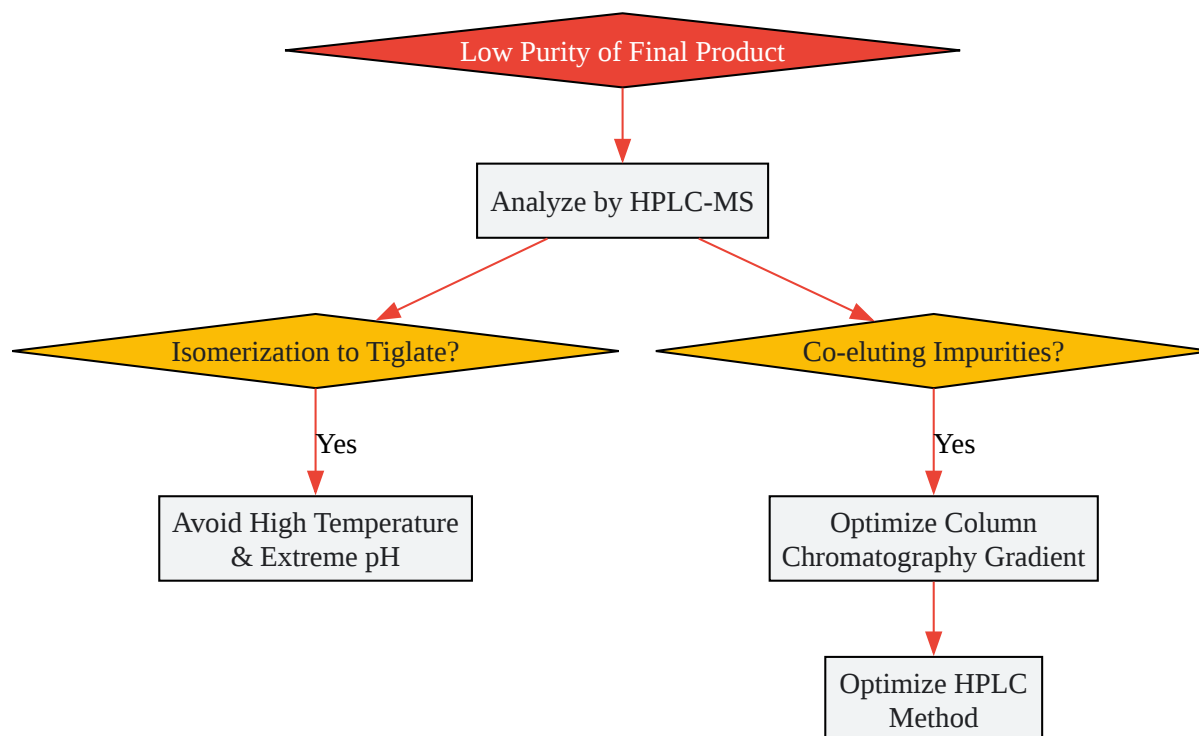 Low Purity of Final Product
Analyze by HPLC-MS
Isomerization to Tiglate?
Co-eluting Impurities?
Yes
Yes
Avoid High Temperature
& Extreme pH
Optimize Column
Chromatography Gradient
Optimize HPLC
Method